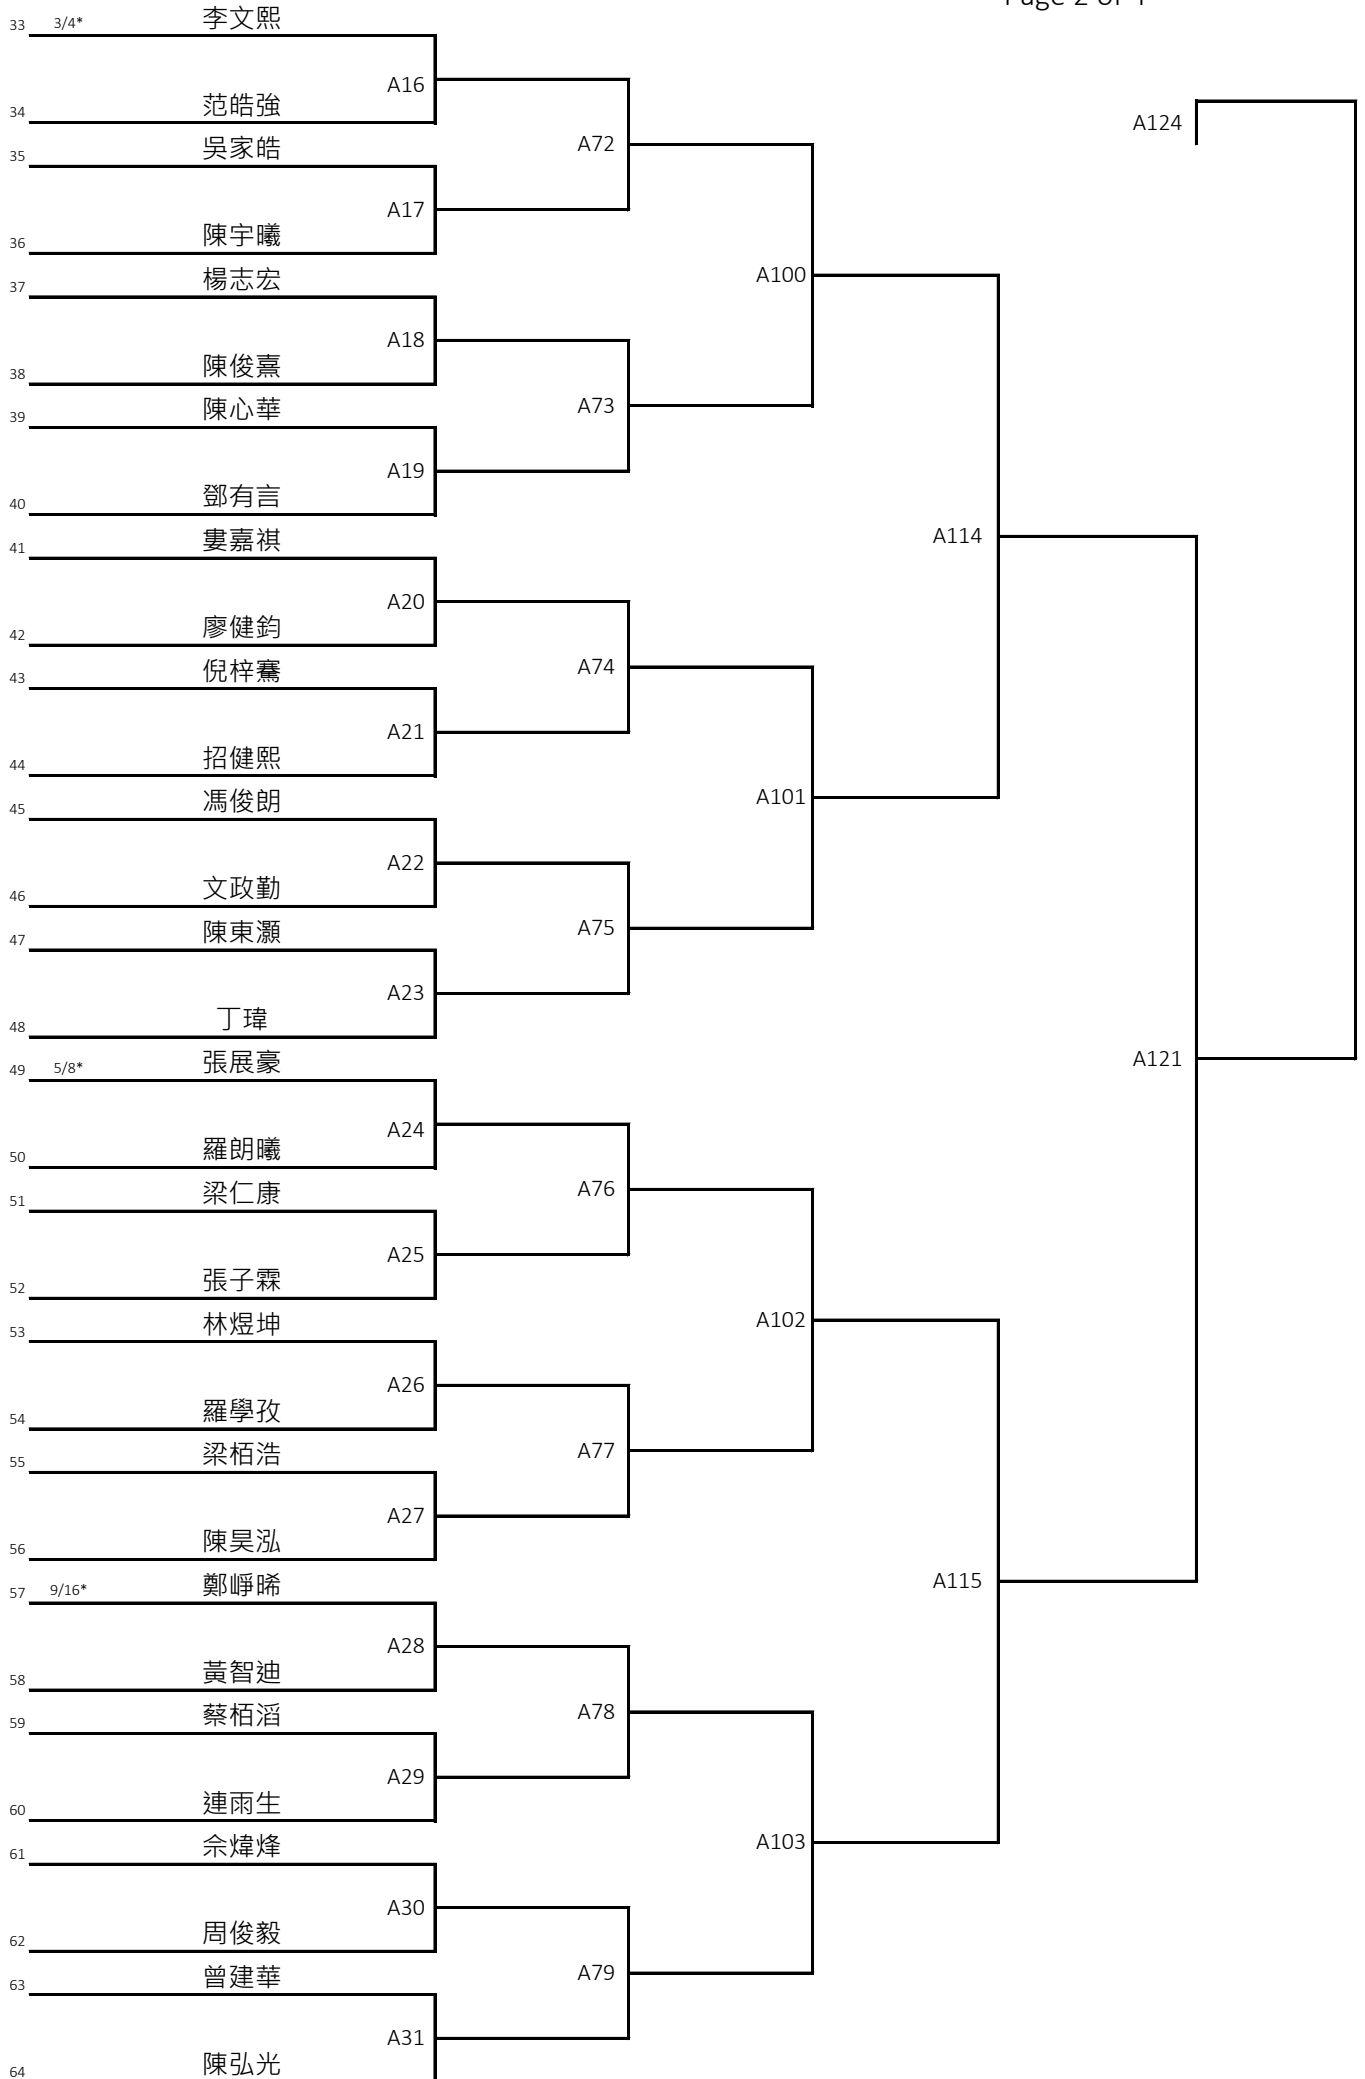 Page 2 of 4
33 3/4* 李文熙
A16
34 范皓強
A72
A124
35 吳家皓
A17
36 陳宇曦
A100
37 楊志宏
A18
38 陳俊熹
A73
39 陳心華
A19
40 鄧有言
A114
41 婁嘉祺
A20
42 廖健鈞
A74
43 倪梓騫
A21
44 招健熙
A101
45 馮俊朗
A22
46 文政勤
A75
47 陳東灝
A23
48 丁瑋
A121
49 5/8* 張展豪
A24
50 羅朗曦
A76
51 梁仁康
A25
52 張子霖
A102
53 林煜坤
A26
54 羅學孜
A77
55 梁栢浩
A27
56 陳昊泓
A115
57 9/16* 鄭崢晞
A28
58 黃智迪
A78
59 蔡栢滔
A29
60 連雨生
A103
61 佘煒烽
A30
62 周俊毅
A79
63 曾建華
A31
64 陳弘光